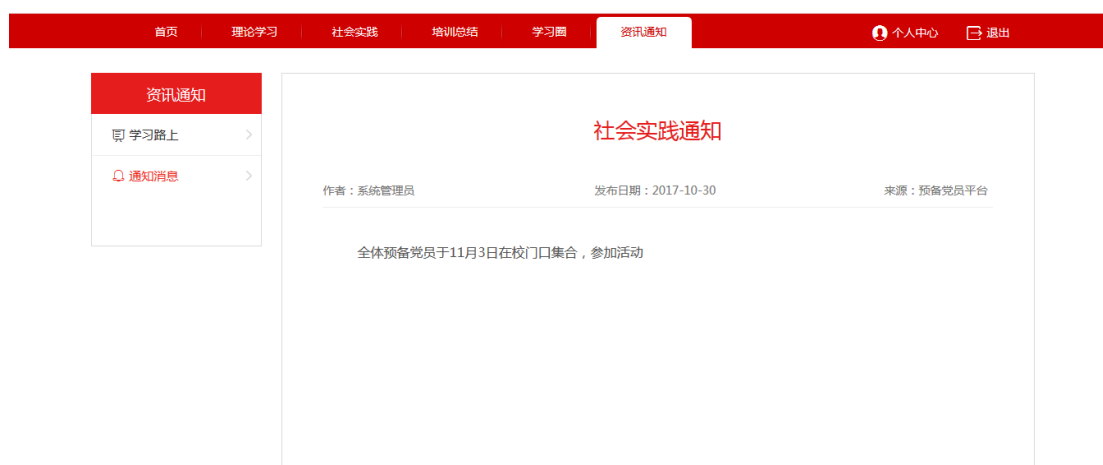 首页 理论学习 社会实践 培训总结 学习圈 资讯通知 个人中心 退出
资讯通知
学习路上
通知消息
社会实践通知
作者：系统管理员 发布日期：2017-10-30 来源：预备党员平台
全体预备党员于11月3日在校门口集合，参加活动